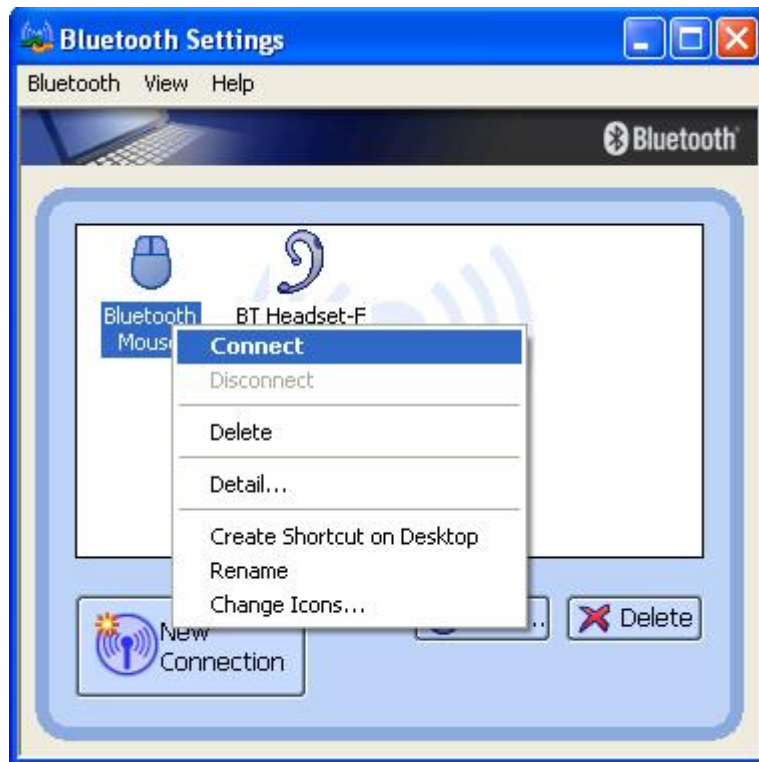 Bluetooth Settings
Bluetooth View Help
Bluetooth
Bluetooth
Mouse
BT Headset-F
Connect
Disconnect
Delete
Detail...
Create Shortcut on Desktop
Rename
Change Icons...
New
Connection
Delete